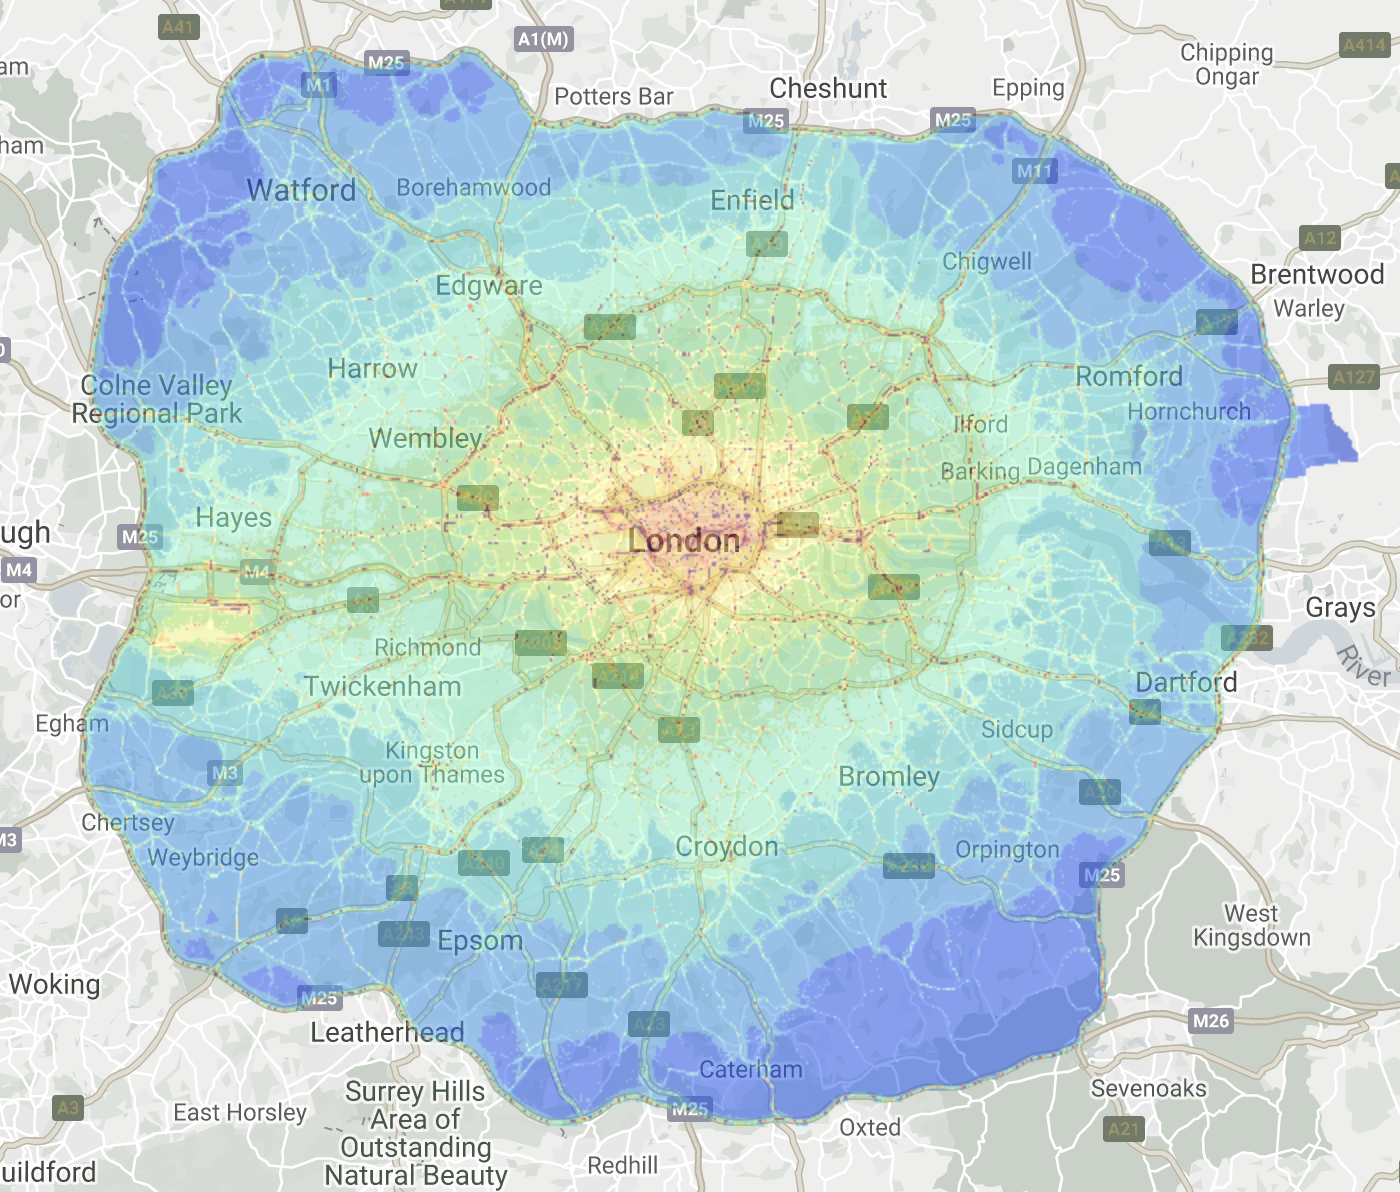 A41
A1(M)
Chipping
Ongar
A414
am
M25
M1
Potters Bar
Cheshunt
Epping
M25
M25
ham
M11
Watford
Borehamwood
Enfield
A12
Chigwell
Brentwood
Edgware
Warley
Harrow
Colne Valley
Regional Park
Romford
A127
Hornchurch
Wembley
Ilford
Barking
Dagenham
Hayes
ugh
M25
London
M4
M4
or
Grays
Richmond
River
Twickenham
Dartford
Egham
Sidcup
Kingston
upon Thames
M3
Bromley
A20
Chertsey
M3
Weybridge
Croydon
Orpington
M25
West
Kingsdown
A243
Epsom
Woking
M25
A217
Leatherhead
A23
M26
Caterham
Surrey Hills
Area of
Outstanding
Natural Beauty
Sevenoaks
A3
East Horsley
M25
Oxted
A21
Redhill
uildford